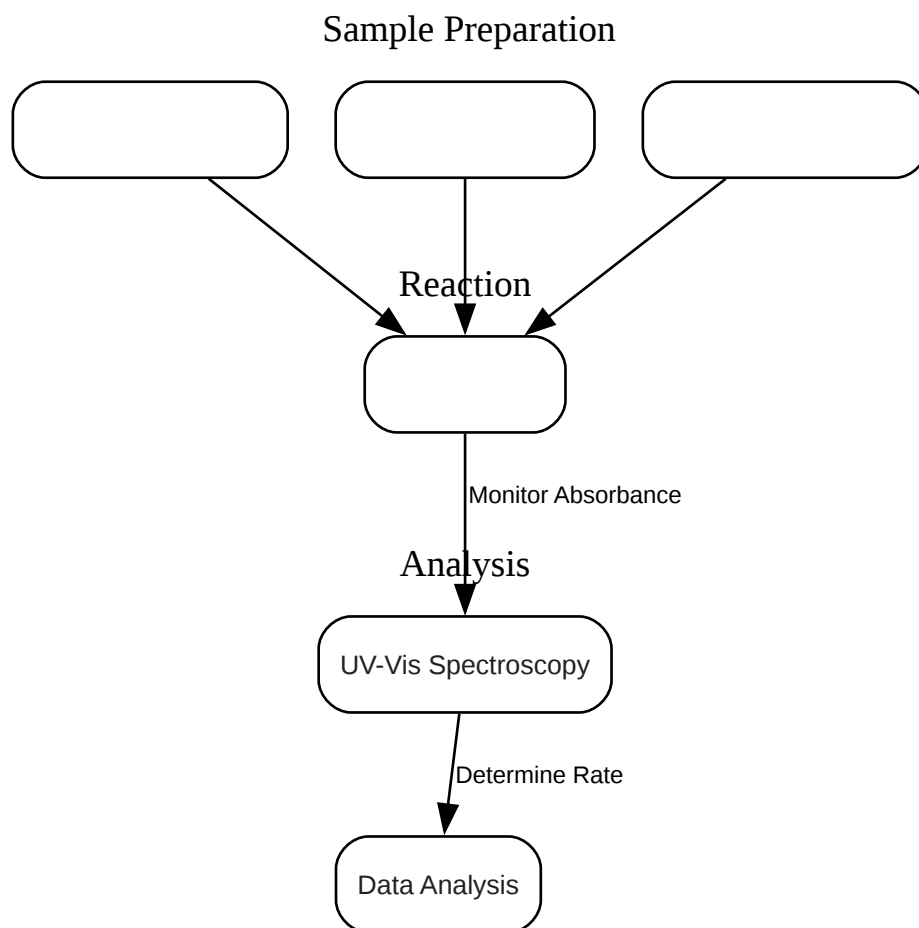 Sample Preparation
Reaction
Monitor Absorbance
Analysis
UV-Vis Spectroscopy
Determine Rate
Data Analysis